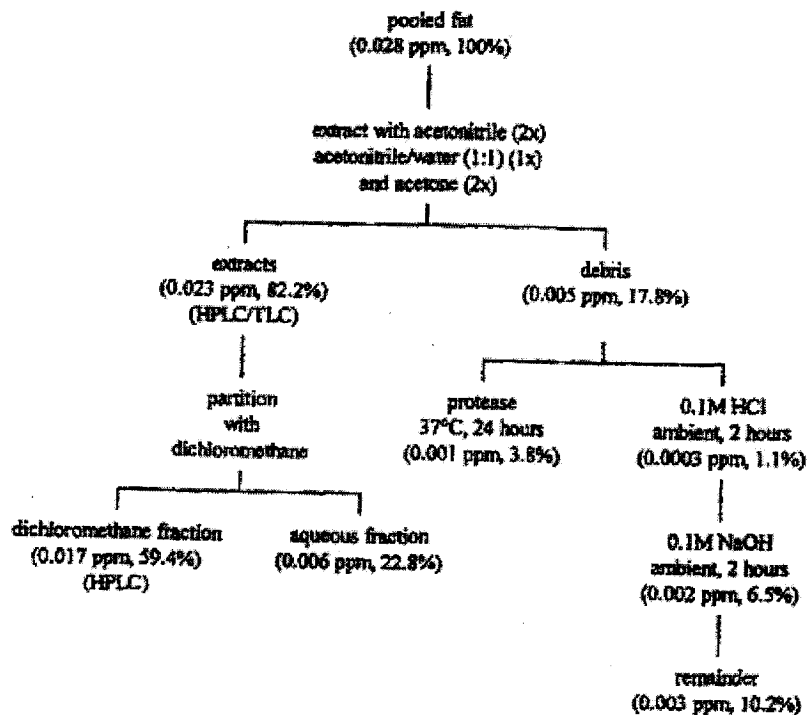 pooled fat
(0.028 ppm, 100%)
extract with acetonitrile (2x)
acetonitrile/water (1:1) (1x)
and acetone (2x)
extracts
(0.023 ppm, 82.2%)
(HPLC/TLC)
debris
(0.005 ppm, 17.8%)
partition
with
dichloromethane
protease
37°C, 24 hours
(0.001 ppm, 3.8%)
0.1M HCl
ambient, 2 hours
(0.0003 ppm, 1.1%)
dichloromethane fraction
(0.017 ppm, 59.4%)
(HPLC)
aqueous fraction
(0.006 ppm, 22.8%)
0.1M NaOH
ambient, 2 hours
(0.002 ppm, 6.5%)
remainder
(0.003 ppm, 10.2%)